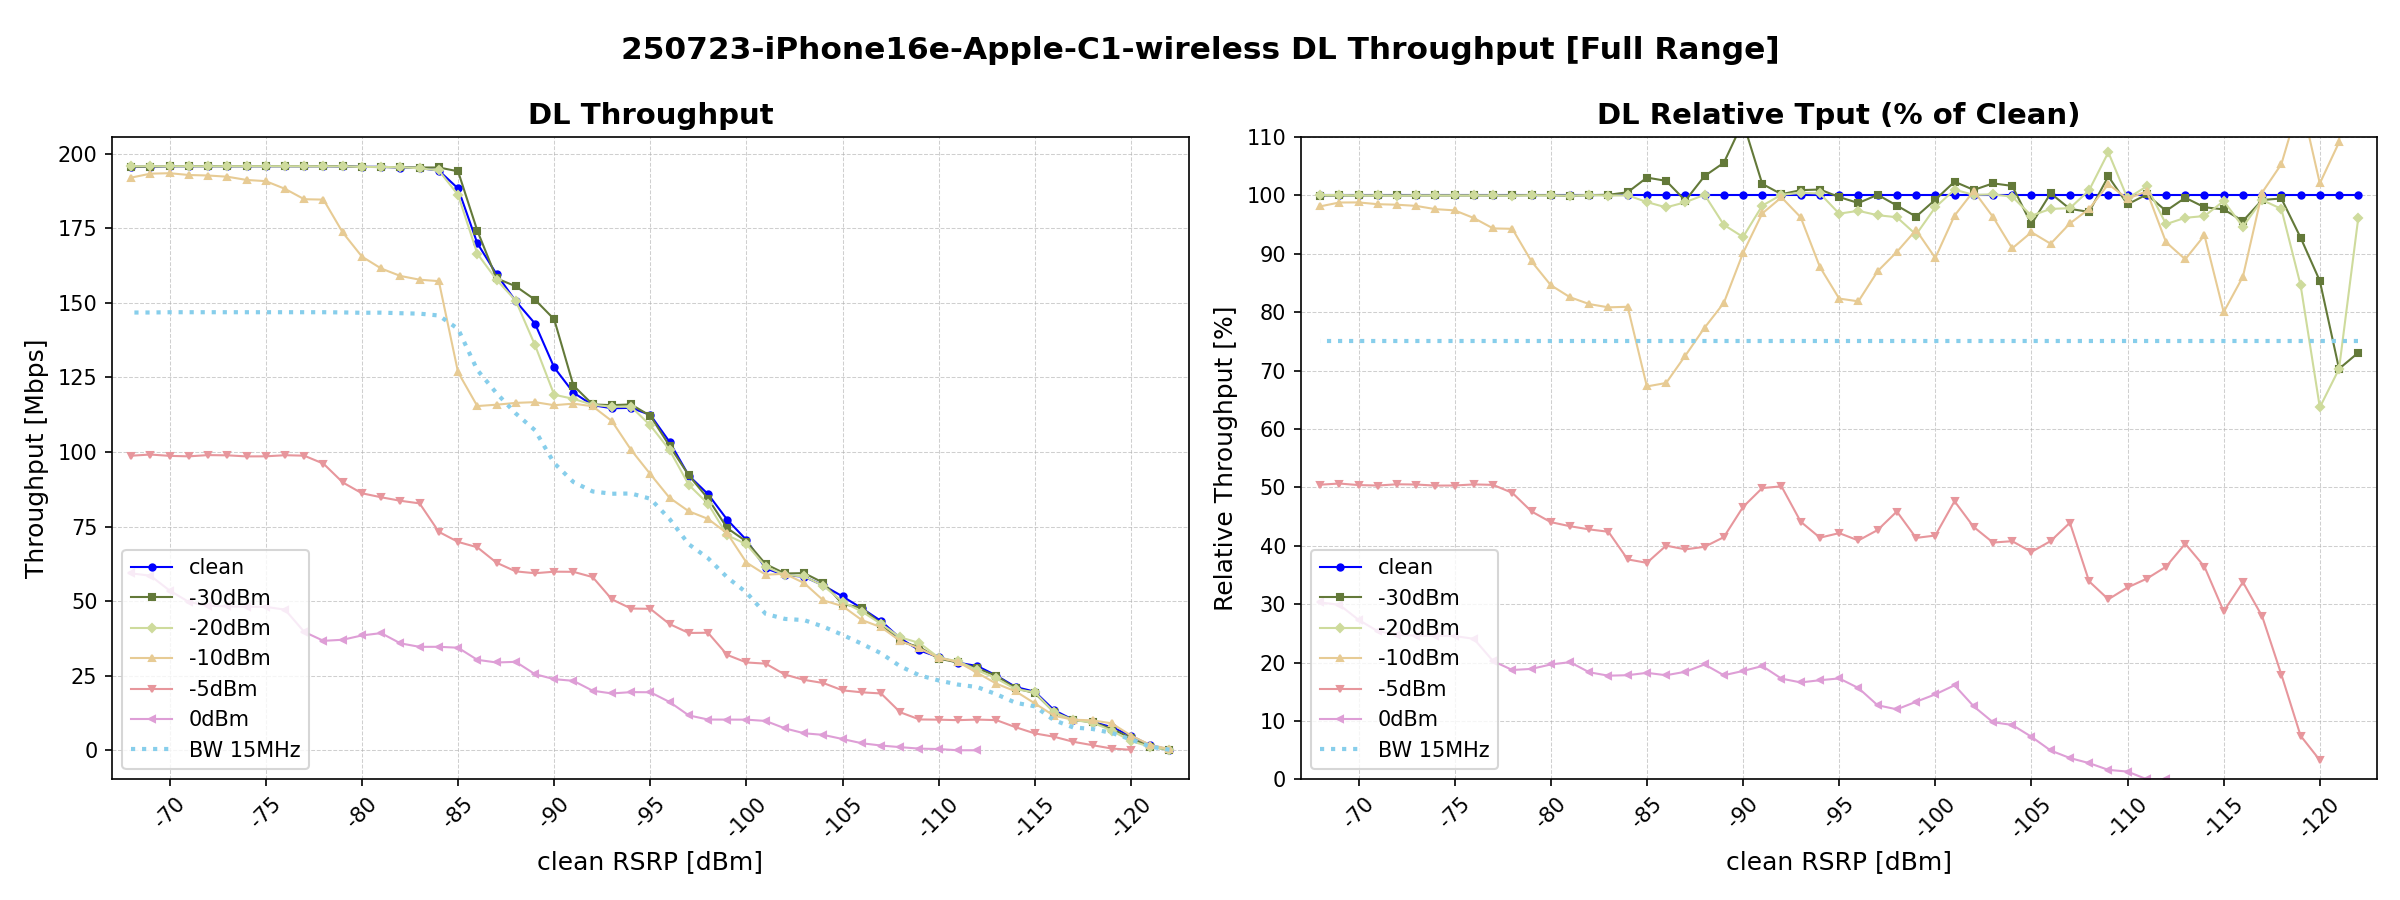 250723-iPhone16e-Apple-C1-wireless DL Throughput [Full Range]
DL Throughput
Throughput [Mbps]
200
175
150
125
100
75
50
25
0
clean
-30dBm
-20dBm
-10dBm
-5dBm
0dBm
BW 15MHz
-70
-75
-80
-85
-90
-95
-100
-105
-110
-115
-120
clean RSRP [dBm]
DL Relative Tput (% of Clean)
Relative Throughput [%]
110
100
90
80
70
60
50
40
30
20
10
0
clean
-30dBm
-20dBm
-10dBm
-5dBm
0dBm
BW 15MHz
-70
-75
-80
-85
-90
-95
-100
-105
-110
-115
-120
clean RSRP [dBm]